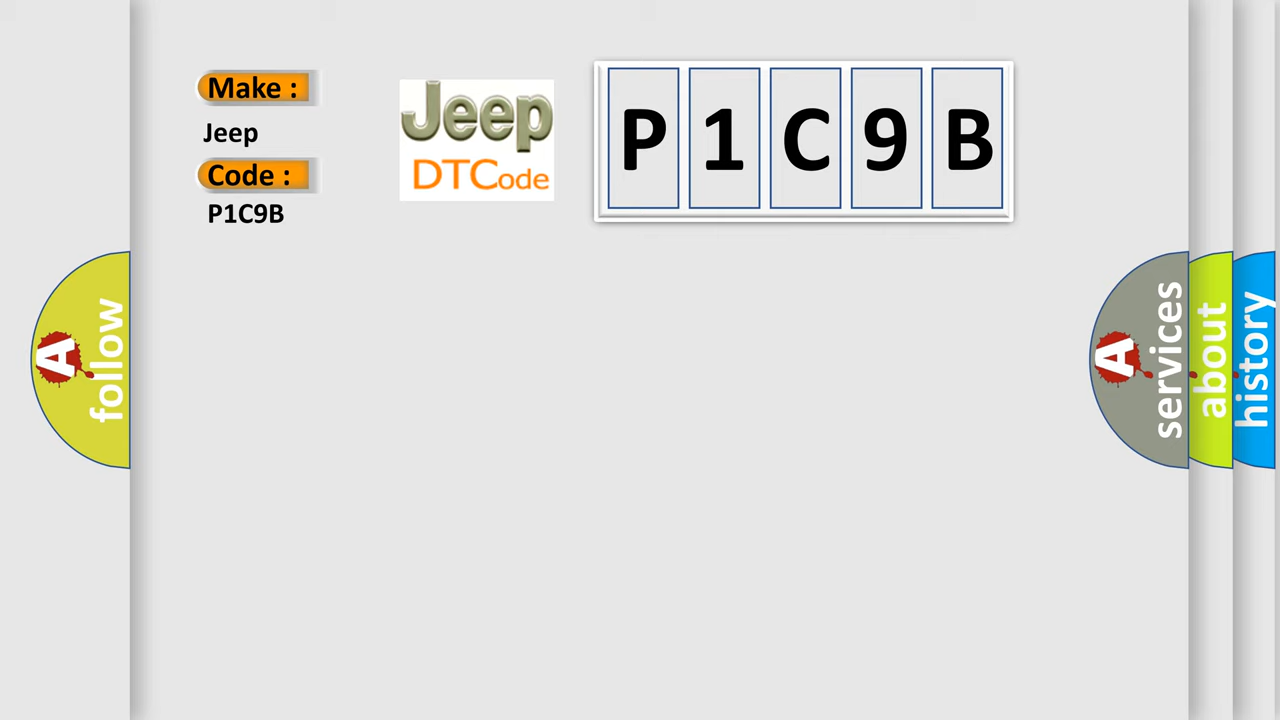 Make :
Jeep
Code :
P1C9B
Jeep
DTCode
P 1 C 9 B
A follow
A services
about
history